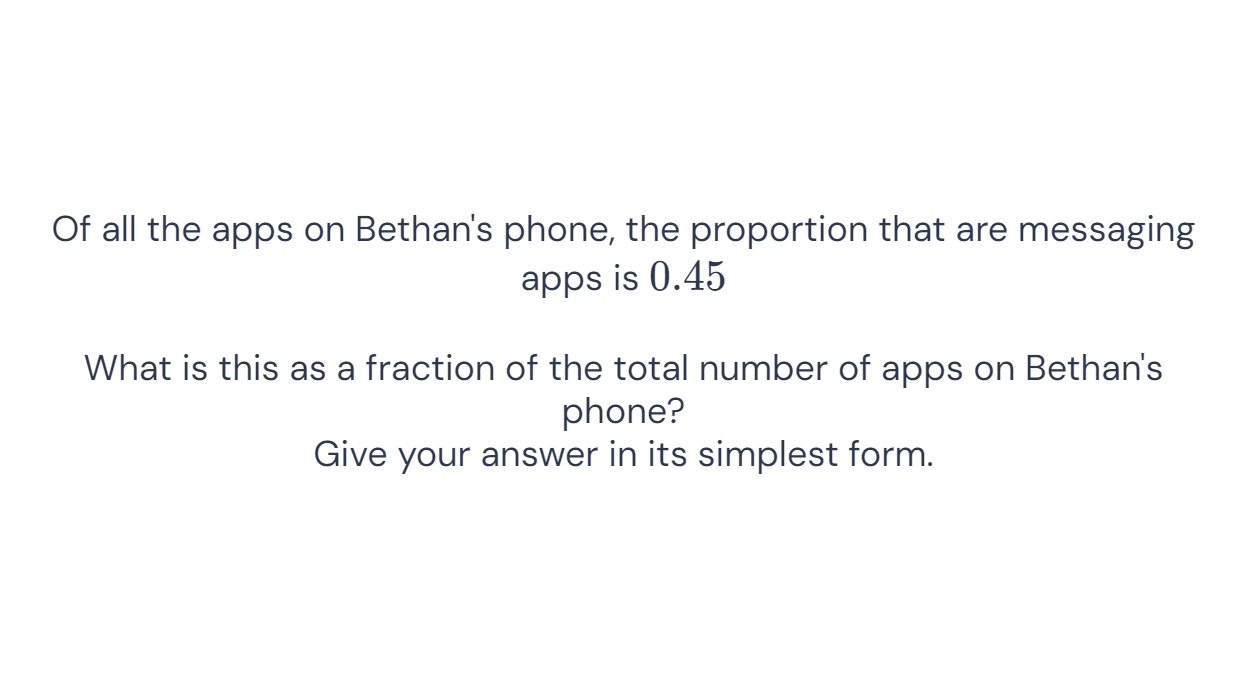 Of all the apps on Bethan's phone, the proportion that are messaging
apps is 0.45
What is this as a fraction of the total number of apps on Bethan's
phone?
Give your answer in its simplest form.